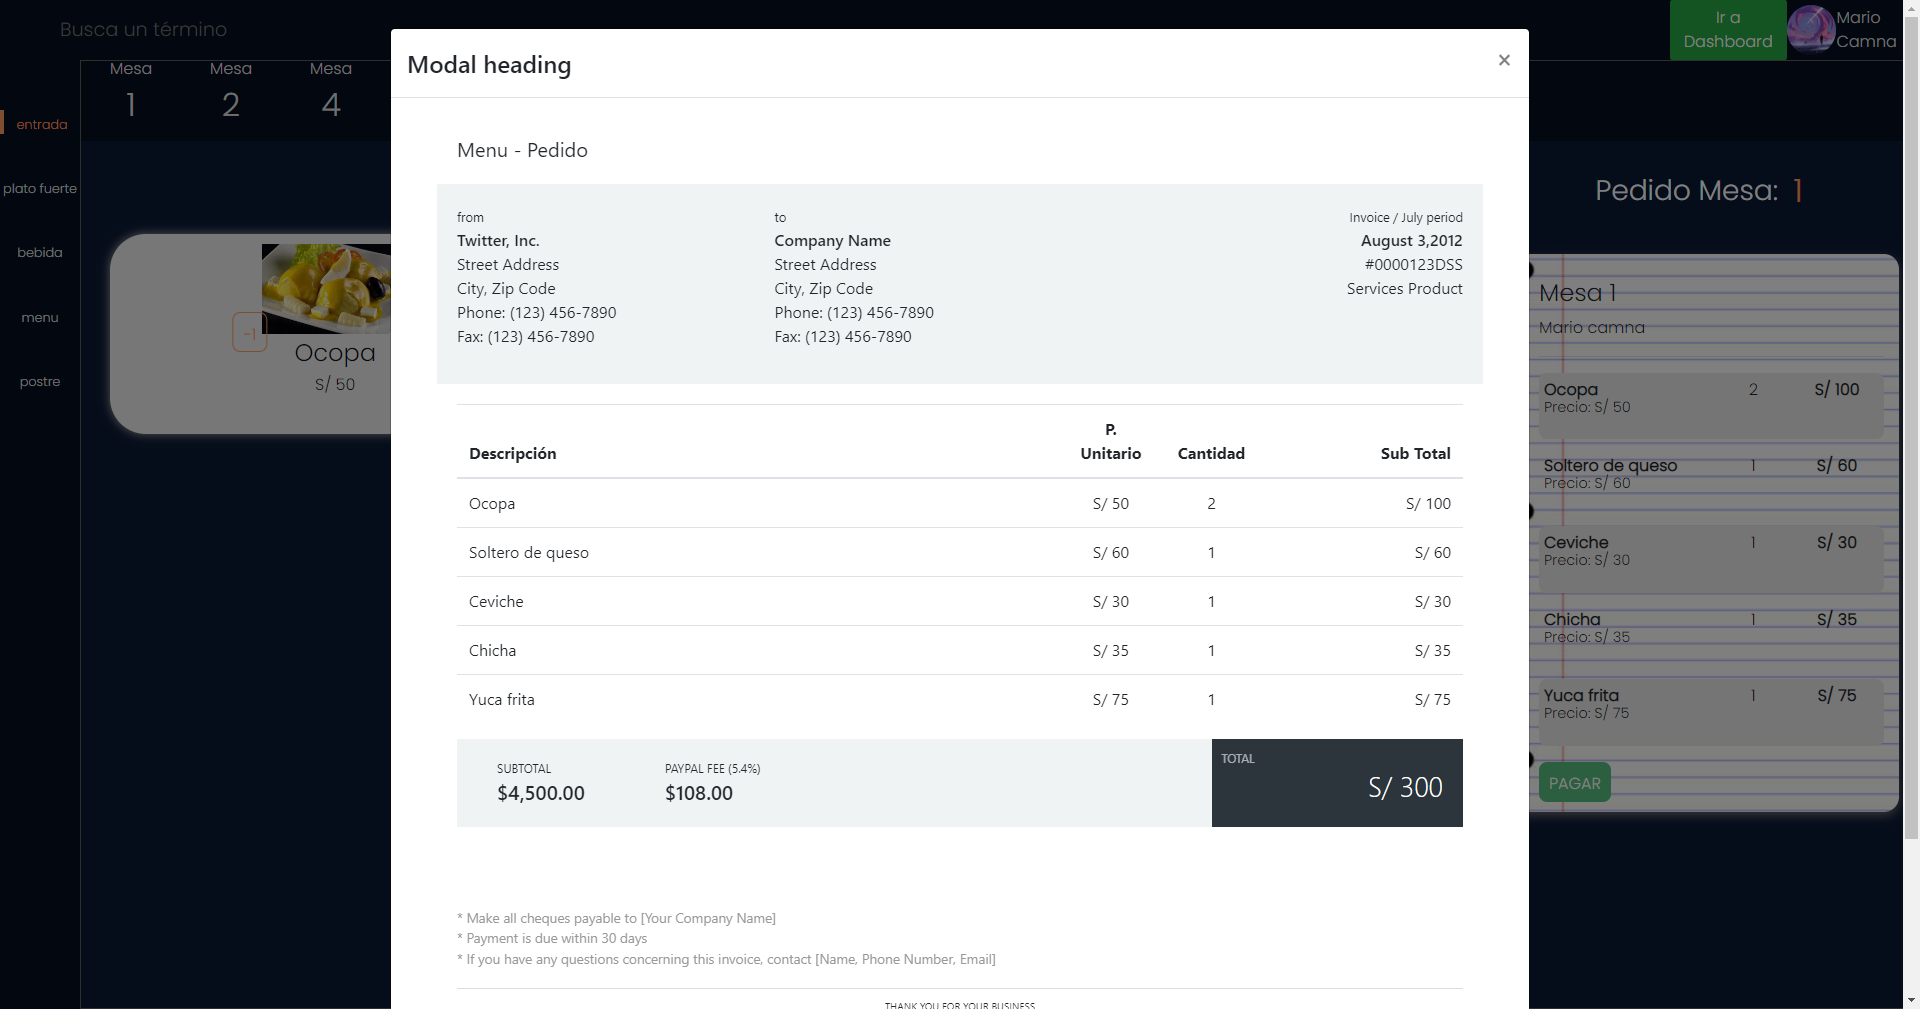 Busca un término
Ir a
Dashboard
Mario
Camna
Mesa
1
Mesa
2
Mesa
4
entrada
plato fuerte
bebida
menu
postre
-1
Ocopa
S/ 50
Modal heading
×
Menu - Pedido
from
Twitter, Inc.
Street Address
City, Zip Code
Phone: (123) 456-7890
Fax: (123) 456-7890
to
Company Name
Street Address
City, Zip Code
Phone: (123) 456-7890
Fax: (123) 456-7890
Invoice / July period
August 3,2012
#0000123DSS
Services Product
Descripción P. Unitario Cantidad Sub Total
Ocopa S/ 50 2 S/ 100
Soltero de queso S/ 60 1 S/ 60
Ceviche S/ 30 1 S/ 30
Chicha S/ 35 1 S/ 35
Yuca frita S/ 75 1 S/ 75
SUBTOTAL
$4,500.00
PAYPAL FEE (5.4%)
$108.00
TOTAL
S/ 300
* Make all cheques payable to [Your Company Name]
* Payment is due within 30 days
* If you have any questions concerning this invoice, contact [Name, Phone Number, Email]
THANK YOU FOR YOUR BUSINESS
Pedido Mesa: 1
Mesa 1
Mario camna
Ocopa 2 S/ 100
Precio: S/ 50
Soltero de queso 1 S/ 60
Precio: S/ 60
Ceviche 1 S/ 30
Precio: S/ 30
Chicha 1 S/ 35
Precio: S/ 35
Yuca frita 1 S/ 75
Precio: S/ 75
PAGAR